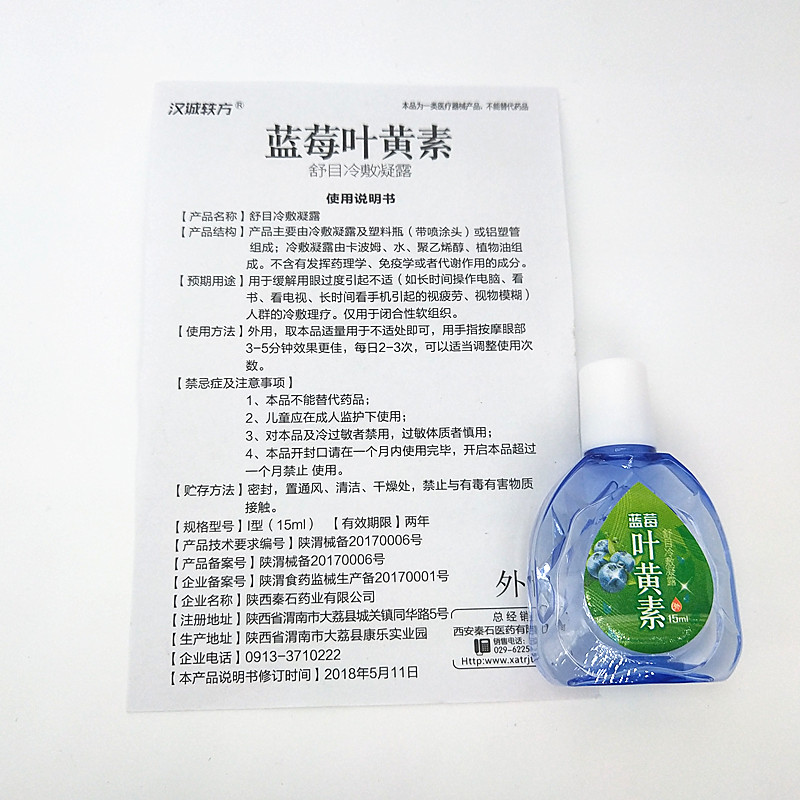 汉城轶方®
本品为一类医疗器械产品，不能替代药品
蓝莓叶黄素
舒目冷敷凝露
使用说明书
【产品名称】舒目冷敷凝露
【产品结构】产品主要由冷敷凝露及塑料瓶（带喷涂头）或铝塑管
组成；冷敷凝露由卡波姆、水、聚乙烯醇、植物油组
成。不含有发挥药理学、免疫学或者代谢作用的成分。
【预期用途】用于缓解用眼过度引起不适（如长时间操作电脑、看
书、看电视、长时间看手机引起的视疲劳、视物模糊）
人群的冷敷理疗。仅用于闭合性软组织。
【使用方法】外用，取本品适量用于不适处即可，用手指按摩眼部
3-5分钟效果更佳，每日2-3次，可以适当调整使用次
数。
【禁忌症及注意事项】
1、本品不能替代药品；
2、儿童应在成人监护下使用；
3、对本品及冷过敏者禁用，过敏体质者慎用；
4、本品开封口请在一个月内使用完毕，开启本品超过
一个月禁止 使用。
【贮存方法】密封，置通风、清洁、干燥处，禁止与有毒有害物质
接触。
【规格型号】I型（15ml） 【有效期限】两年
【产品技术要求编号】陕渭械备20170006号
【产品备案号】陕渭械备20170006号
【企业备案号】陕渭食药监械生产备20170001号
【企业名称】陕西秦石药业有限公司
【注册地址】陕西省渭南市大荔县城关镇同华路5号
【生产地址】陕西省渭南市大荔县康乐实业园
【企业电话】0913-3710222
【本产品说明书修订时间】2018年5月11日
外
总经销
西安秦石医药有限
销售电话：
029-6225
Http:www.xatrjt
蓝莓
叶黄素
舒目冷敷凝露
外
15ml